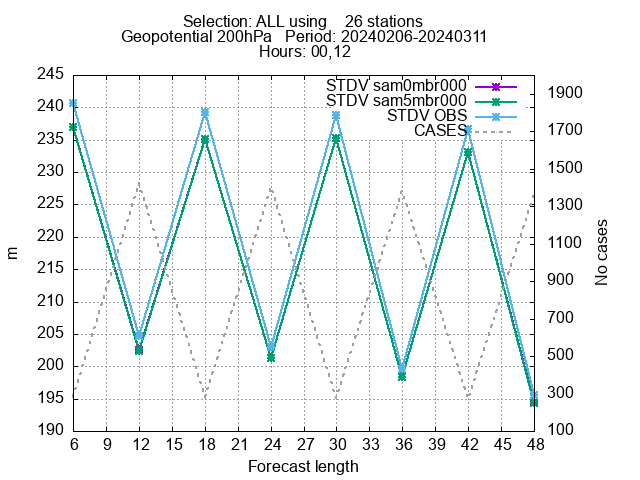 Selection: ALL using    26 stations
Geopotential 200hPa   Period: 20240206-20240311
Hours: 00,12
STDV sam0mbr000
STDV sam5mbr000
STDV OBS
CASES
245
240
235
230
225
220
215
210
205
200
195
190
m
1900
1700
1500
1300
1100
900
700
500
300
100
No cases
6 9 12 15 18 21 24 27 30 33 36 39 42 45 48
Forecast length